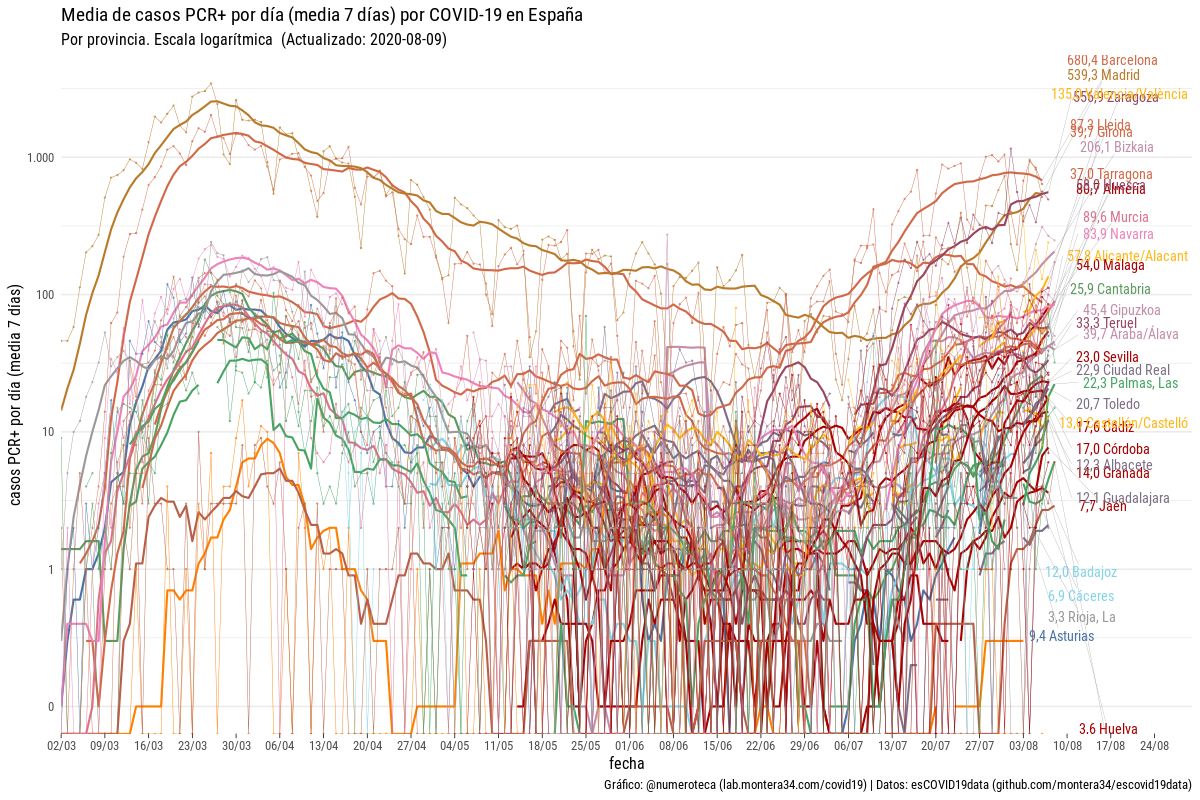 Media de casos PCR+ por día (media 7 días) por COVID-19 en España
Por provincia. Escala logarítmica (Actualizado: 2020-08-09)
680,4 Barcelona
539,3 Madrid
València
556,9 Zaragoza
87,3 Lleida
39,7 Girona
206,1 Bizkaia
37,0 Tarragona
Huesca
80,7 Almería
89,6 Murcia
83,9 Navarra
57,8 Alicante/Alacant
54,0 Málaga
25,9 Cantabria
45,4 Gipuzkoa
33,3 Teruel
39,7 Araba/Álava
23,0 Sevilla
22,9 Ciudad Real
22,3 Palmas, Las
20,7 Toledo
Castelló
17,6 Cádiz
17,0 Córdoba
12,3 Albacete
14,0 Granada
12,1 Guadalajara
7,7 Jaén
12,0 Badajoz
6,9 Cáceres
3,3 Rioja, La
9,4 Asturias
3,6 Huelva
casos PCR+ por día (media 7 días)
1.000
100
10
1
0
02/03 09/03 16/03 23/03 30/03 06/04 13/04 20/04 27/04 04/05 11/05 18/05 25/05 01/06 08/06 15/06 22/06 29/06 06/07 13/07 20/07 27/07 03/08 10/08 17/08 24/08
fecha
Gráfico: @numeroteca (lab.montera34.com/covid19) | Datos: esCOVID19data (github.com/montera34/escovid19data)